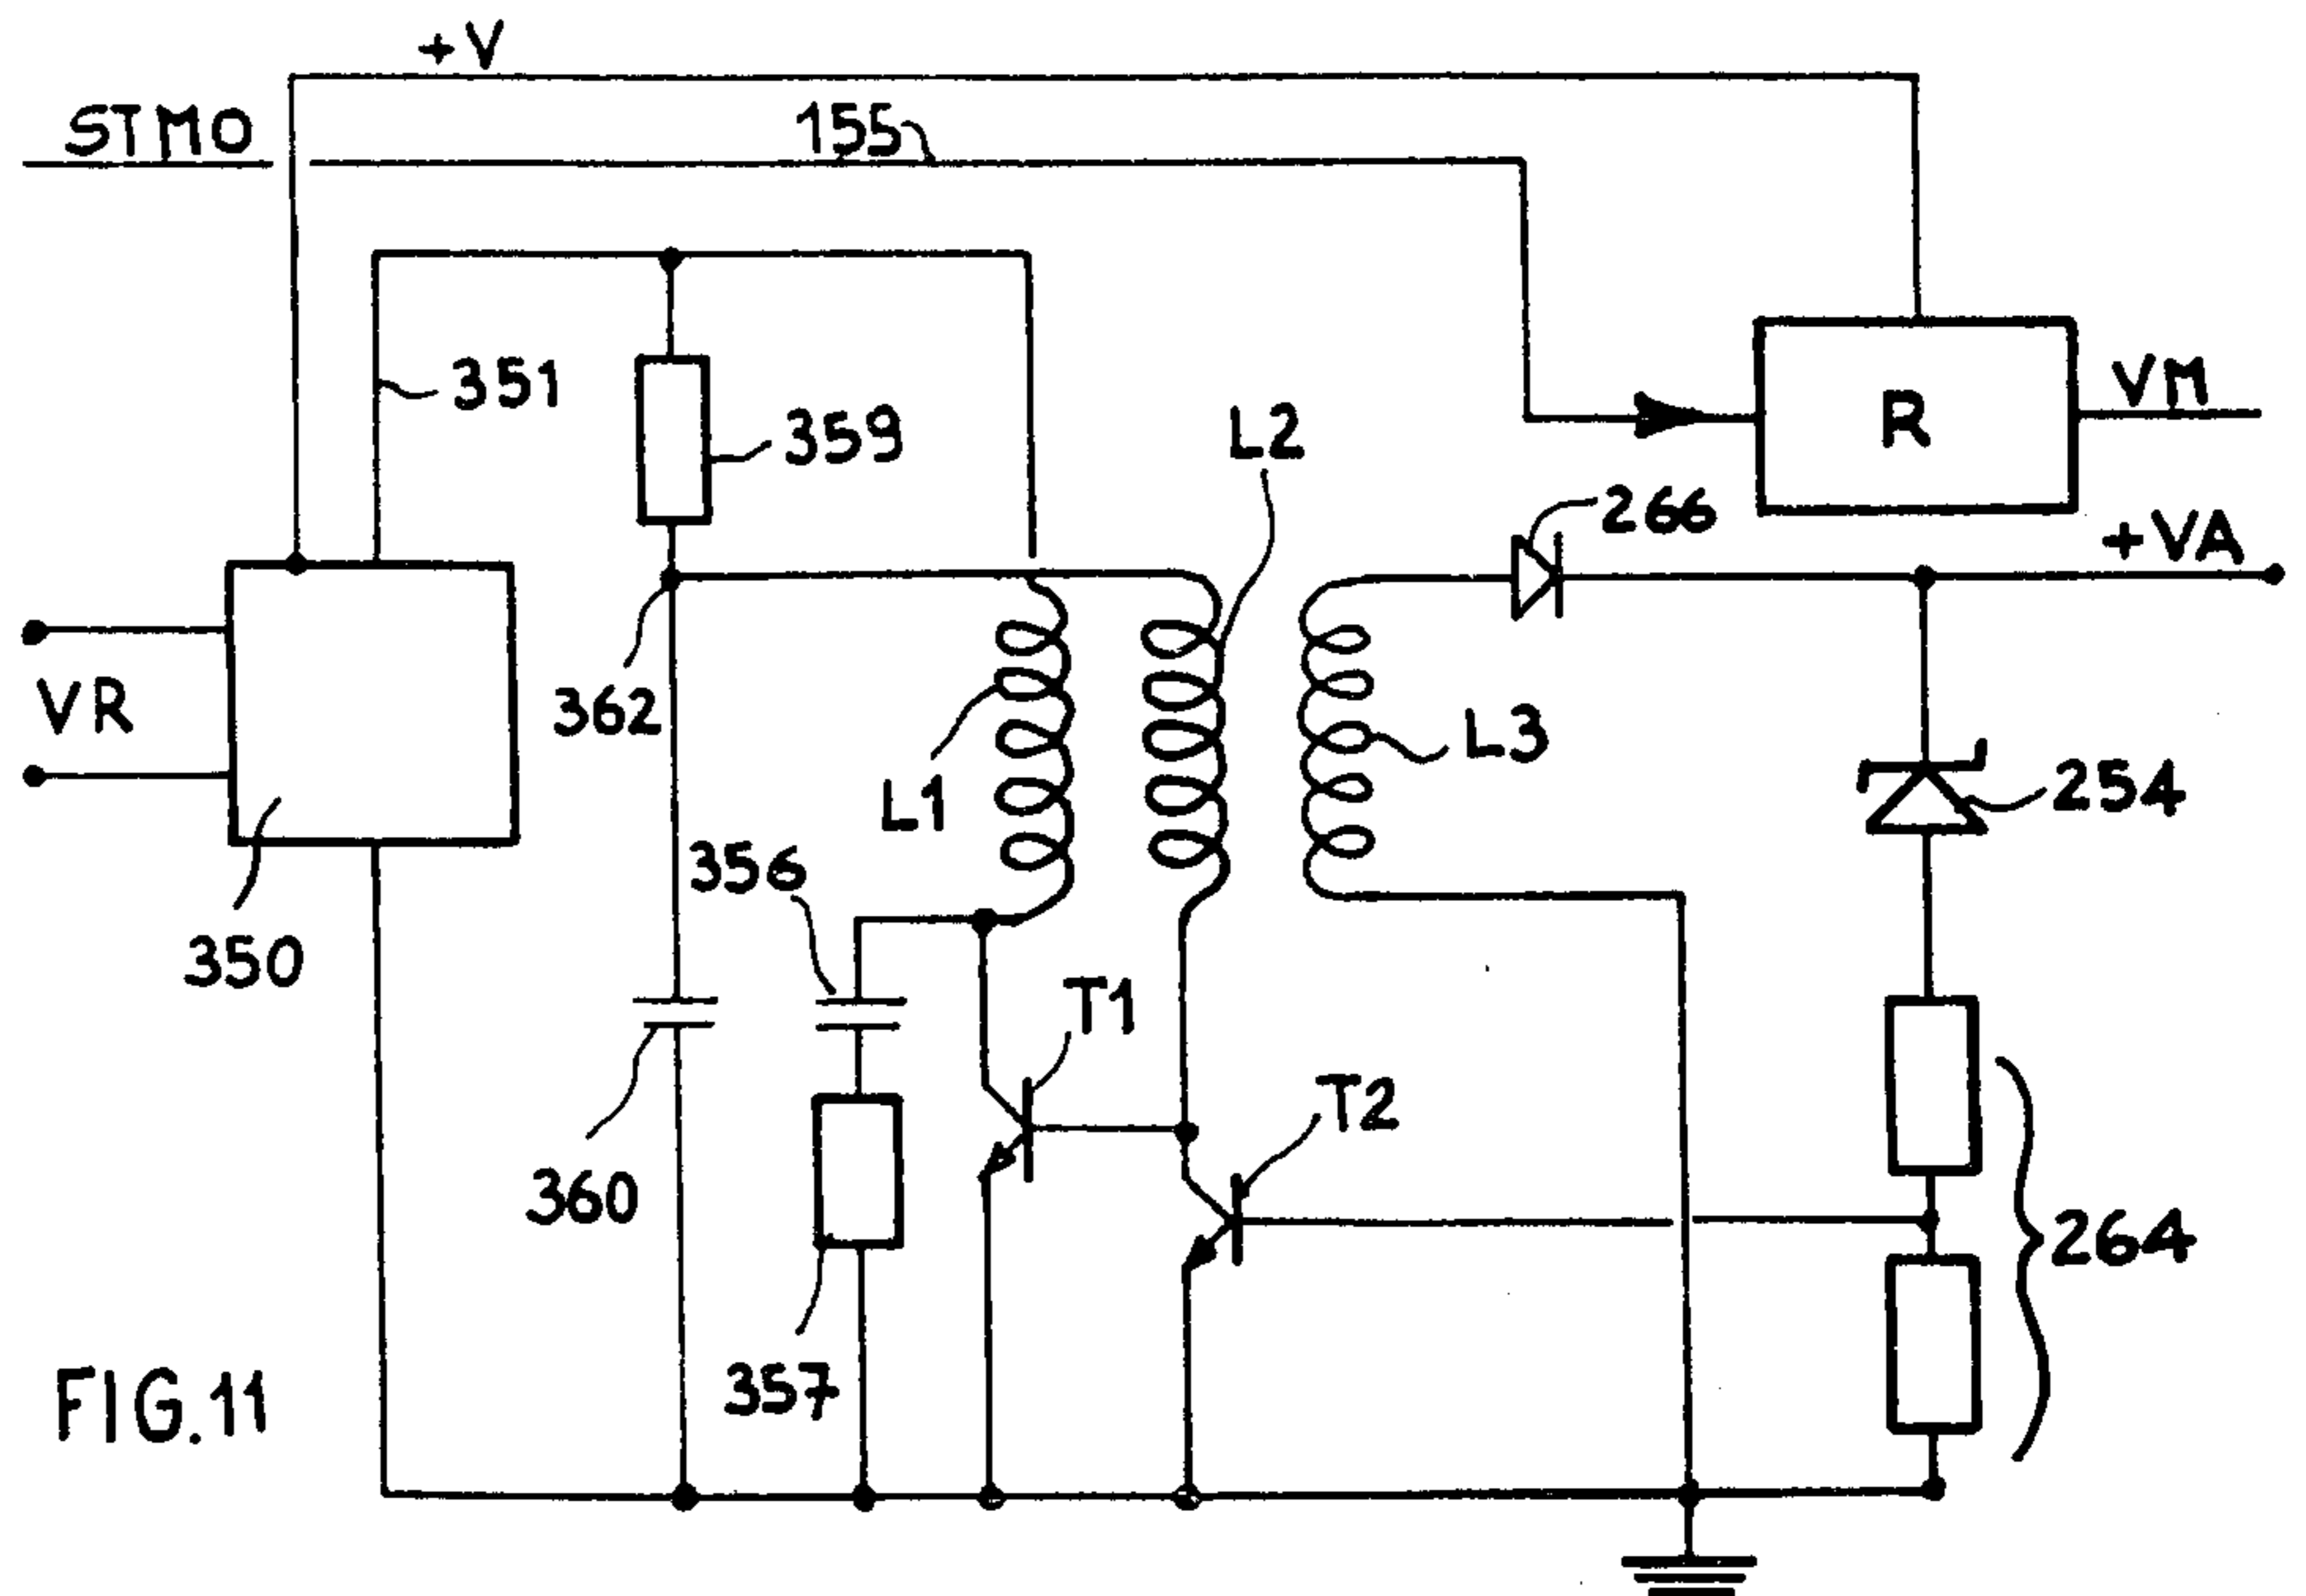 +V
STMO
155
351
359
L2
R
VM
266
+VA
VR
362
L1
L3
254
350
356
T1
T2
360
264
357
FIG.11